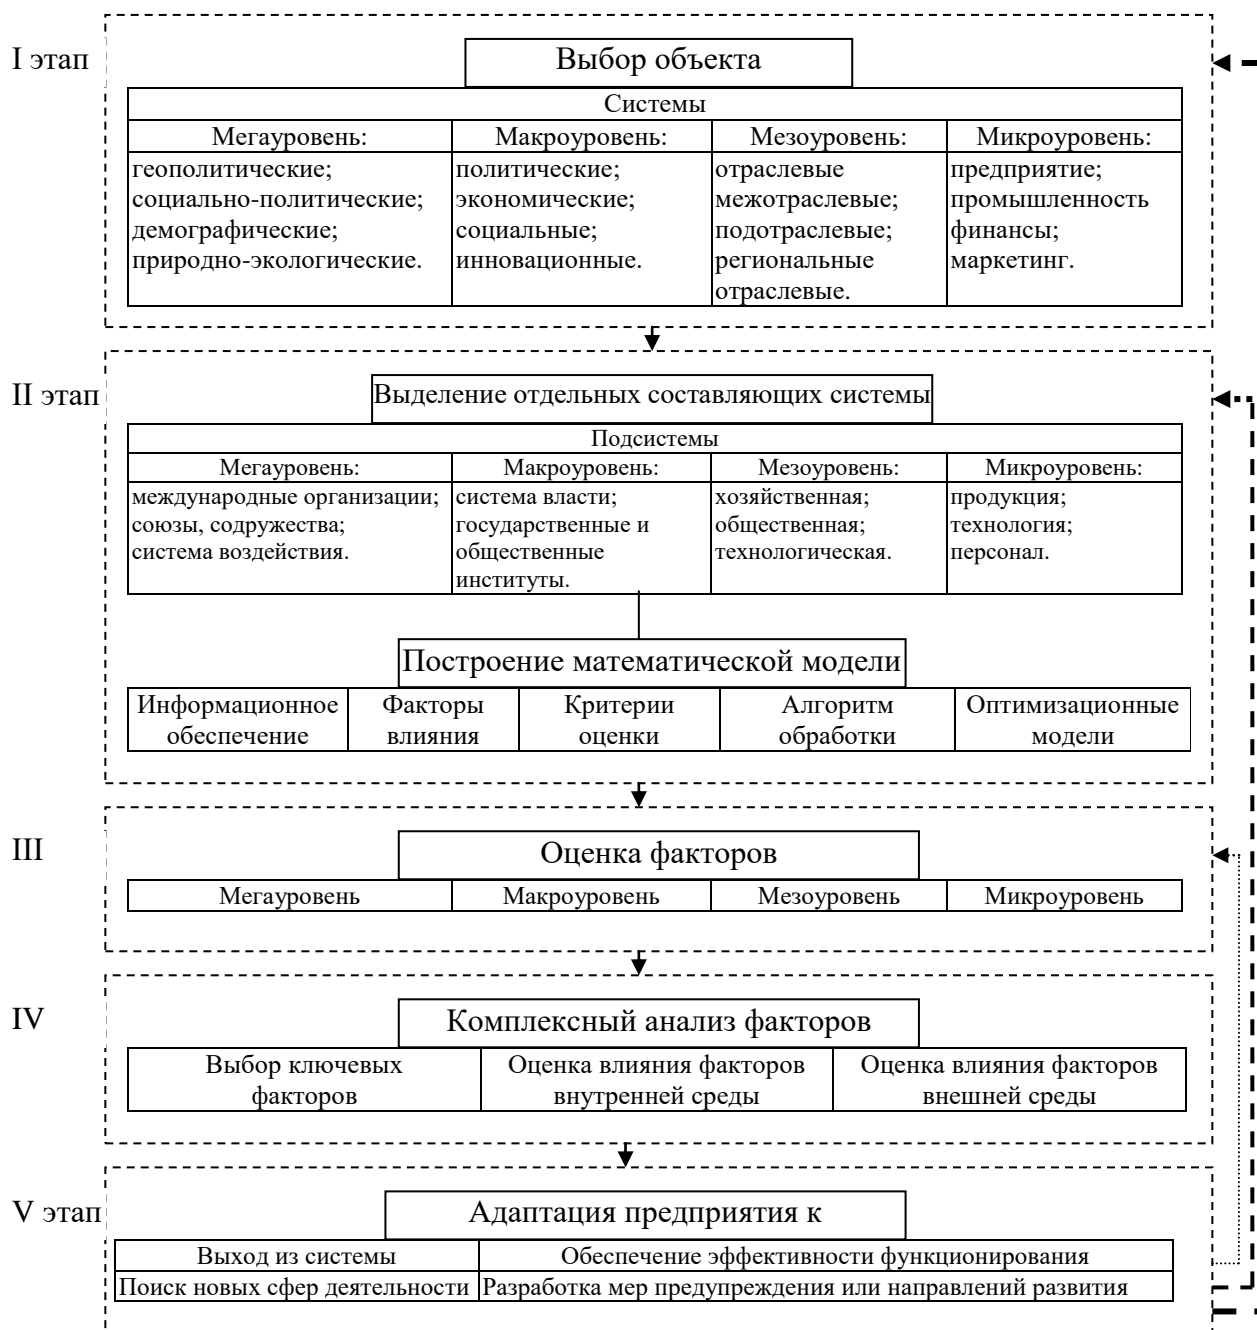 I этап
Выбор объекта
Системы
Мегауровень:
Макроуровень:
Мезоуровень:
Микроуровень:
геополитические;
социально-политические;
демографические;
природно-экологические.
политические;
экономические;
социальные;
инновационные.
отраслевые
межотраслевые;
подотраслевые;
региональные
отраслевые.
предприятие;
промышленность
финансы;
маркетинг.
II этап
Выделение отдельных составляющих системы
Подсистемы
Мегауровень:
Макроуровень:
Мезоуровень:
Микроуровень:
международные организации;
союзы, содружества;
система воздействия.
система власти;
государственные и
общественные
институты.
хозяйственная;
общественная;
технологическая.
продукция;
технология;
персонал.
Построение математической модели
Информационное
обеспечение
Факторы
влияния
Критерии
оценки
Алгоритм
обработки
Оптимизационные
модели
III
Оценка факторов
Мегауровень
Макроуровень
Мезоуровень
Микроуровень
IV
Комплексный анализ факторов
Выбор ключевых
факторов
Оценка влияния факторов
внутренней среды
Оценка влияния факторов
внешней среды
V этап
Адаптация предприятия к
Выход из системы
Обеспечение эффективности функционирования
Поиск новых сфер деятельности
Разработка мер предупреждения или направлений развития